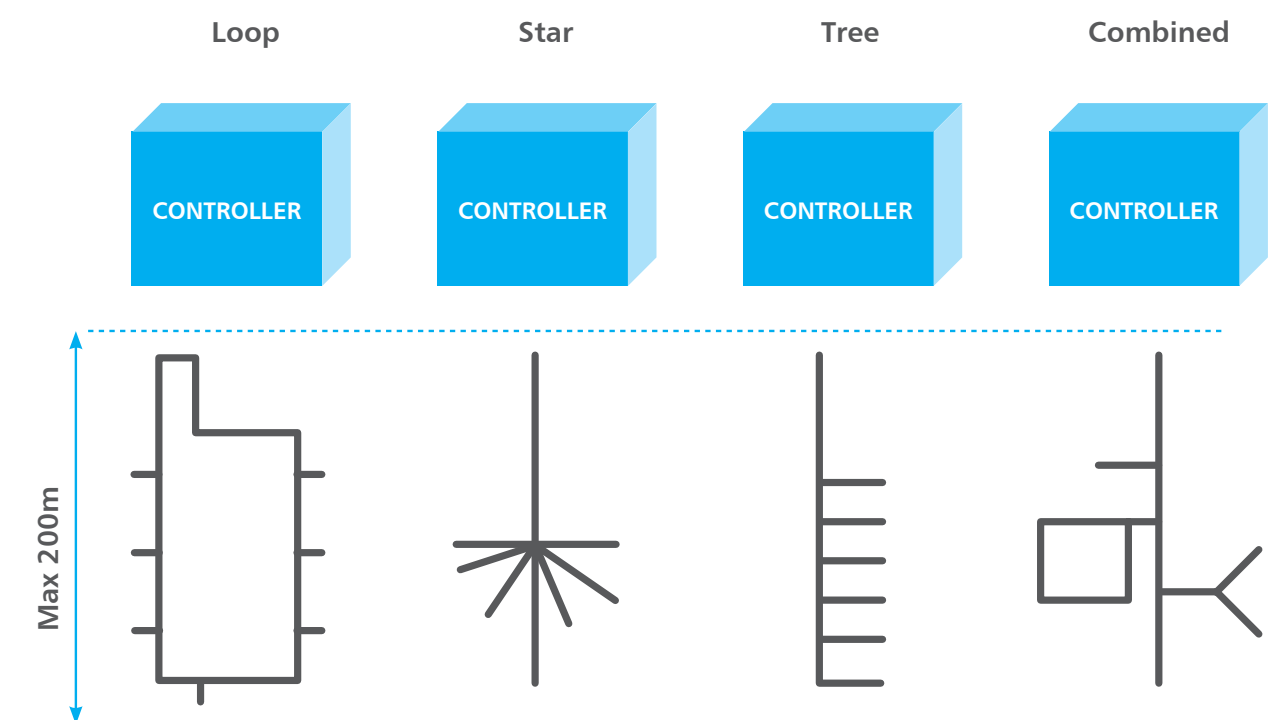 Loop
Star
Tree
Combined
CONTROLLER
CONTROLLER
CONTROLLER
CONTROLLER
Max 200m